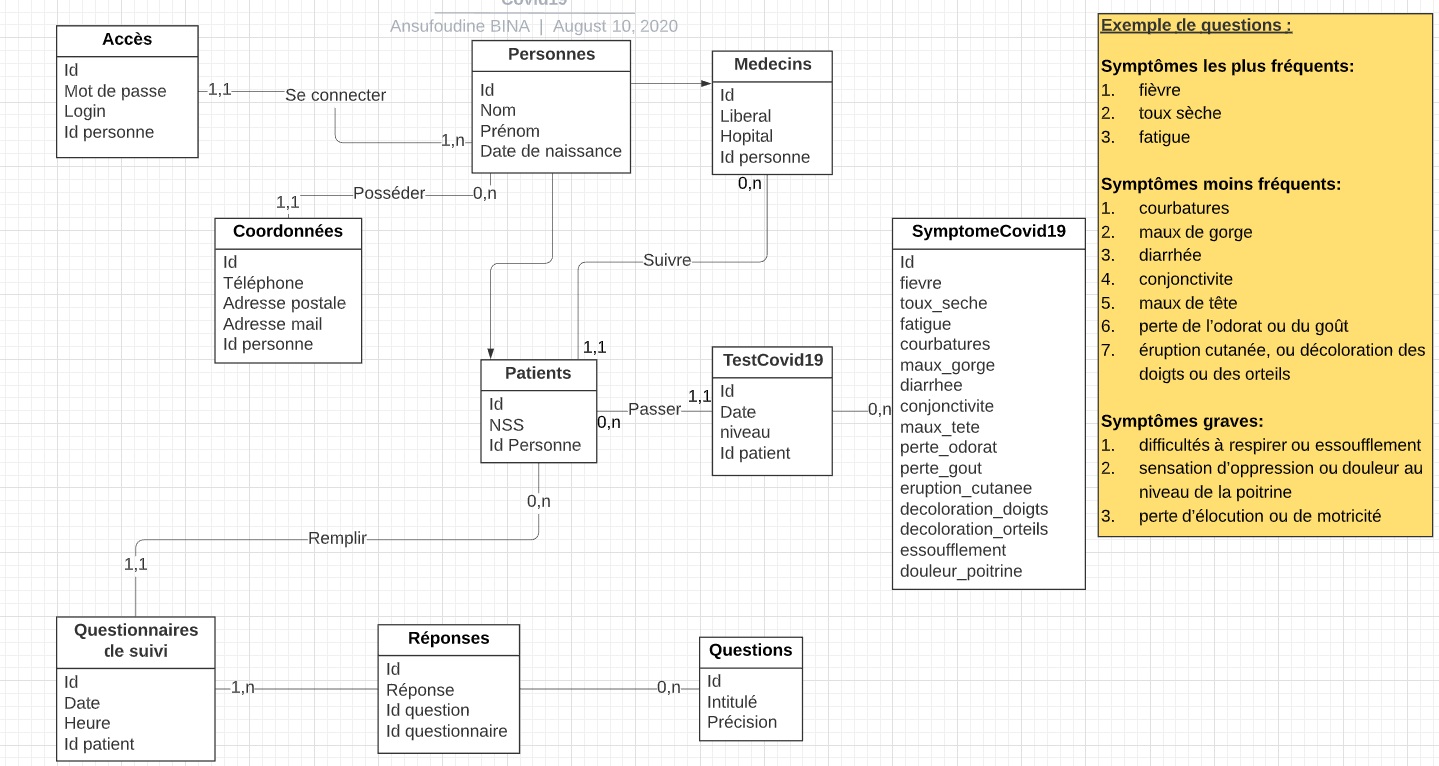 Covid19
Ansufoudine BINA | August 10, 2020
Accès
Id
Mot de passe
Login
Id personne
1,1
Se connecter
1,n
Personnes
Id
Nom
Prénom
Date de naissance
Medecins
Id
Liberal
Hopital
Id personne
0,n
Posséder
0,n
1,1
Coordonnées
Id
Téléphone
Adresse postale
Adresse mail
Id personne
Suivre
1,1
Patients
Id
NSS
Id Personne
0,n
Passer
1,1
TestCovid19
Id
Date
niveau
Id patient
0,n
SymptomeCovid19
Id
fievre
toux_seche
fatigue
courbatures
maux_gorge
diarrhee
conjonctivite
maux_tete
perte_odorat
perte_gout
eruption_cutanee
decoloration_doigts
decoloration_orteils
essoufflement
douleur_poitrine
0,n
Remplir
1,1
Questionnaires
de suivi
Id
Date
Heure
Id patient
1,n
Réponses
Id
Réponse
Id question
Id questionnaire
0,n
Questions
Id
Intitulé
Précision
Exemple de questions :
Symptômes les plus fréquents:
1. fièvre
2. toux sèche
3. fatigue
Symptômes moins fréquents:
1. courbatures
2. maux de gorge
3. diarrhée
4. conjonctivite
5. maux de tête
6. perte de l’odorat ou du goût
7. éruption cutanée, ou décoloration des
doigts ou des orteils
Symptômes graves:
1. difficultés à respirer ou essoufflement
2. sensation d’oppression ou douleur au
niveau de la poitrine
3. perte d’élocution ou de motricité